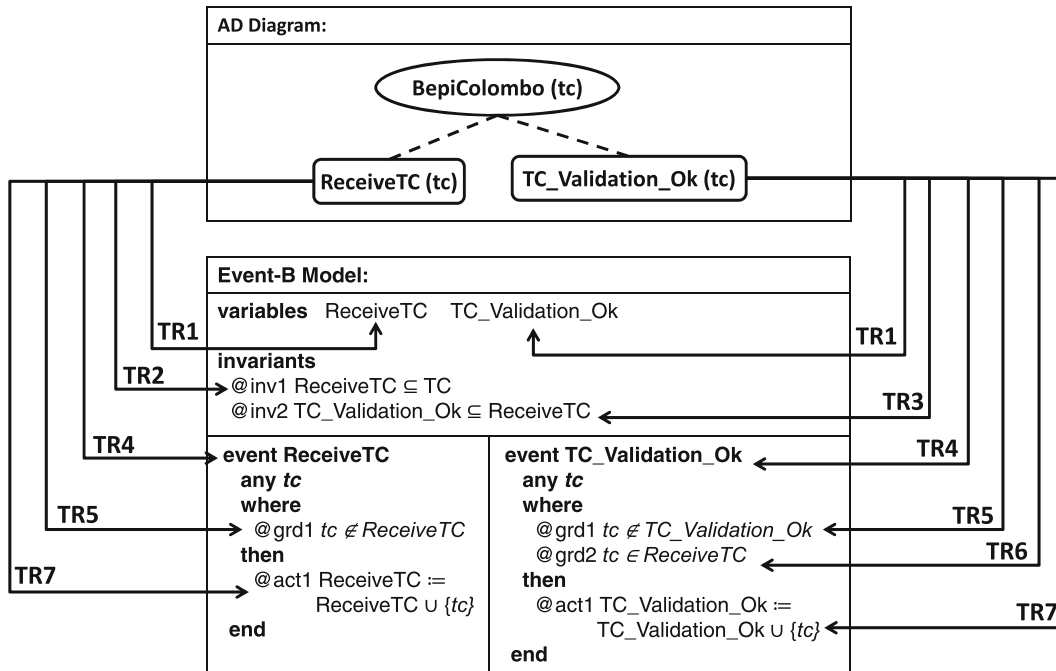 AD Diagram:
BepiColombo (tc)
ReceiveTC (tc)
TC_Validation_Ok (tc)
Event-B Model:
variables ReceiveTC TC_Validation_Ok
TR1
TR1
invariants
TR2
@inv1 ReceiveTC ⊆ TC
@inv2 TC_Validation_Ok ⊆ ReceiveTC
TR3
TR4
event ReceiveTC
any tc
where
TR5
@grd1 tc ∉ ReceiveTC
then
TR7
@act1 ReceiveTC :=
ReceiveTC ∪ {tc}
end
event TC_Validation_Ok
TR4
any tc
where
@grd1 tc ∉ TC_Validation_Ok
TR5
@grd2 tc ∈ ReceiveTC
TR6
then
@act1 TC_Validation_Ok :=
TC_Validation_Ok ∪ {tc}
TR7
end